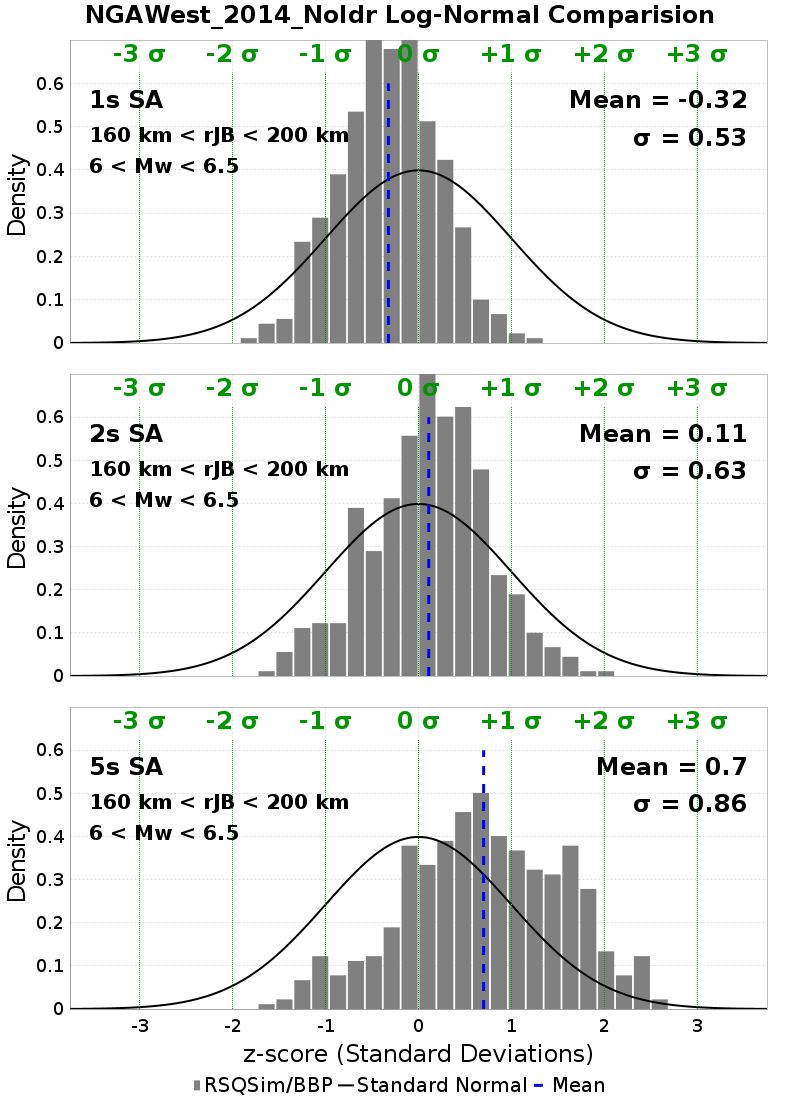 NGAWest_2014_NoIdr Log-Normal Comparision
-3 σ -2 σ -1 σ 0 σ +1 σ +2 σ +3 σ
1s SA
160 km < rJB < 200 km
6 < Mw < 6.5
Mean = -0.32
σ = 0.53
Density
0.6
0.5
0.4
0.3
0.2
0.1
0
-3 σ -2 σ -1 σ 0 σ +1 σ +2 σ +3 σ
2s SA
160 km < rJB < 200 km
6 < Mw < 6.5
Mean = 0.11
σ = 0.63
Density
0.6
0.5
0.4
0.3
0.2
0.1
0
-3 σ -2 σ -1 σ 0 σ +1 σ +2 σ +3 σ
5s SA
160 km < rJB < 200 km
6 < Mw < 6.5
Mean = 0.7
σ = 0.86
Density
0.6
0.5
0.4
0.3
0.2
0.1
0
-3 -2 -1 0 1 2 3
z-score (Standard Deviations)
RSQSim/BBP Standard Normal Mean